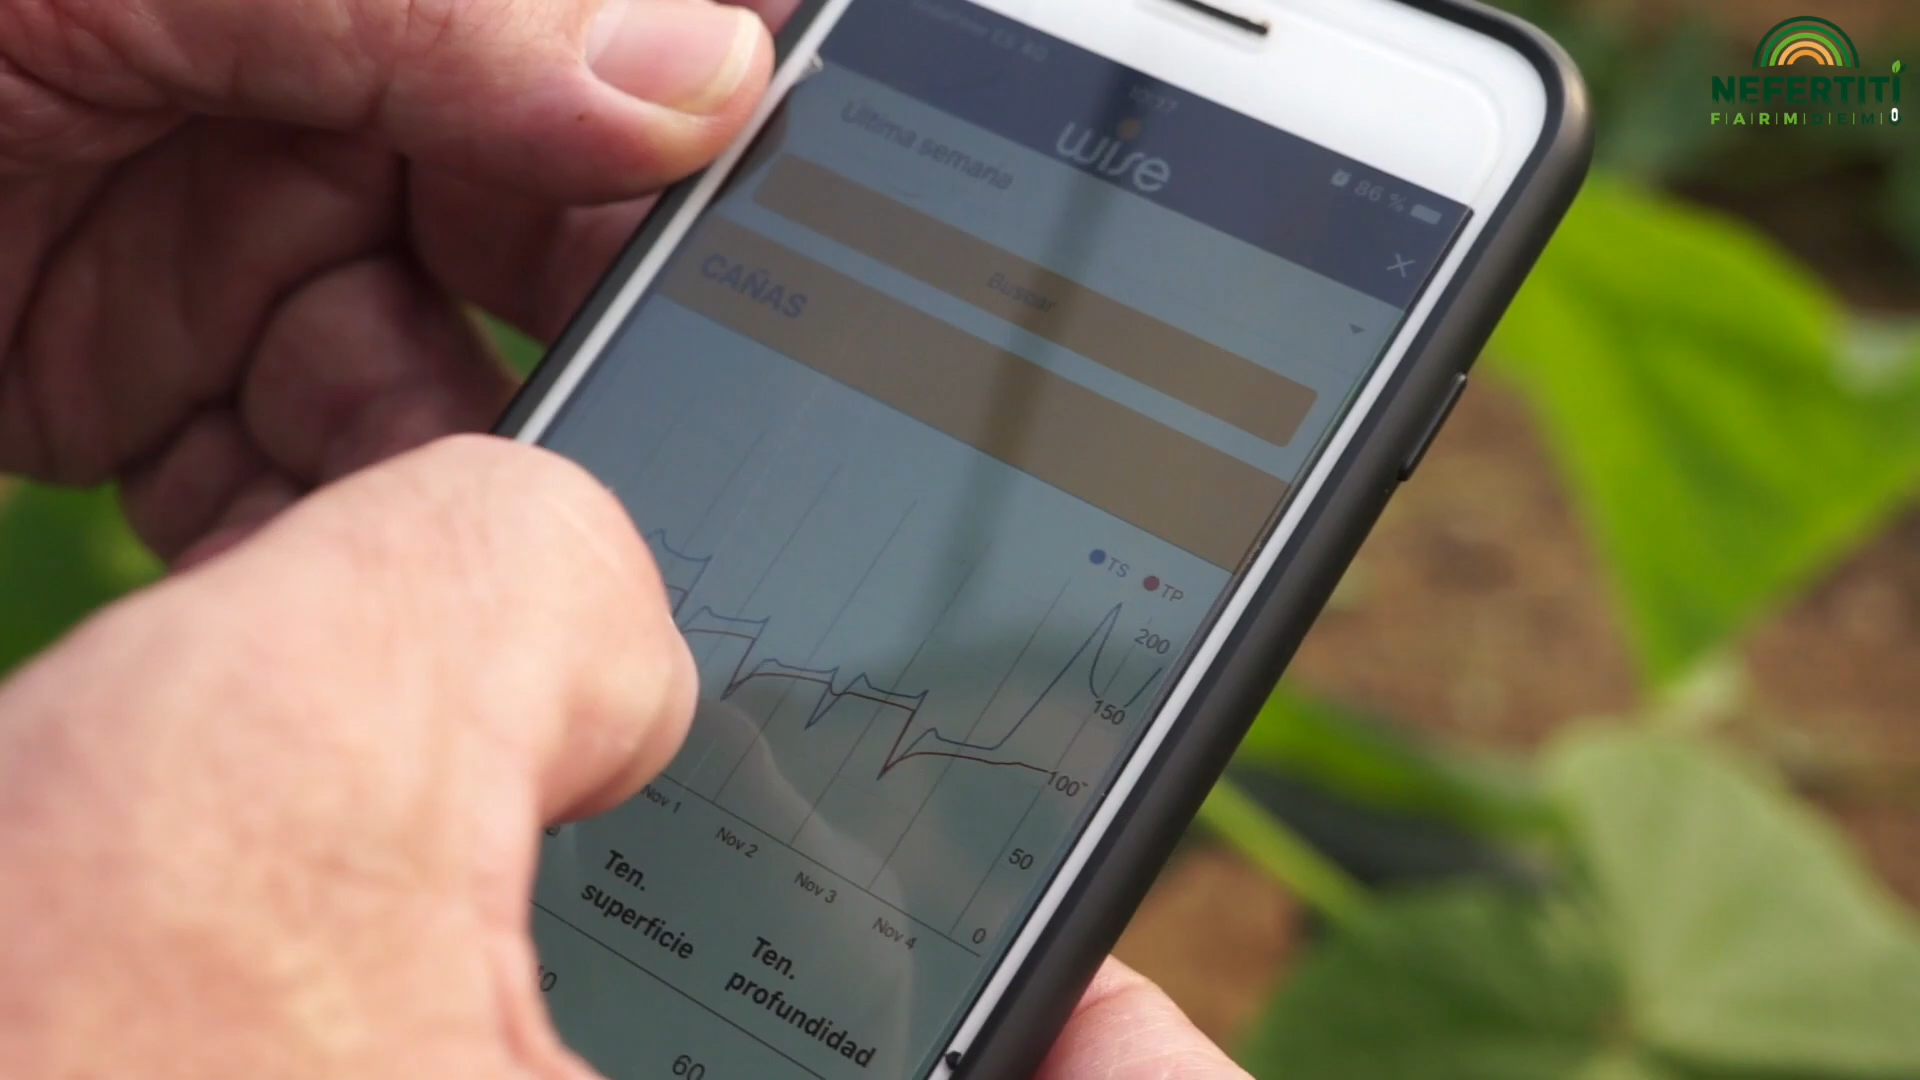 NEFERTITI
FARMDEMO
wise
86 %
Última semana
Buscar
CAÑAS
TS
TP
200
150
100
50
0
Nov 1
Nov 2
Nov 3
Nov 4
Ten.
superficie
Ten.
profundidad
60